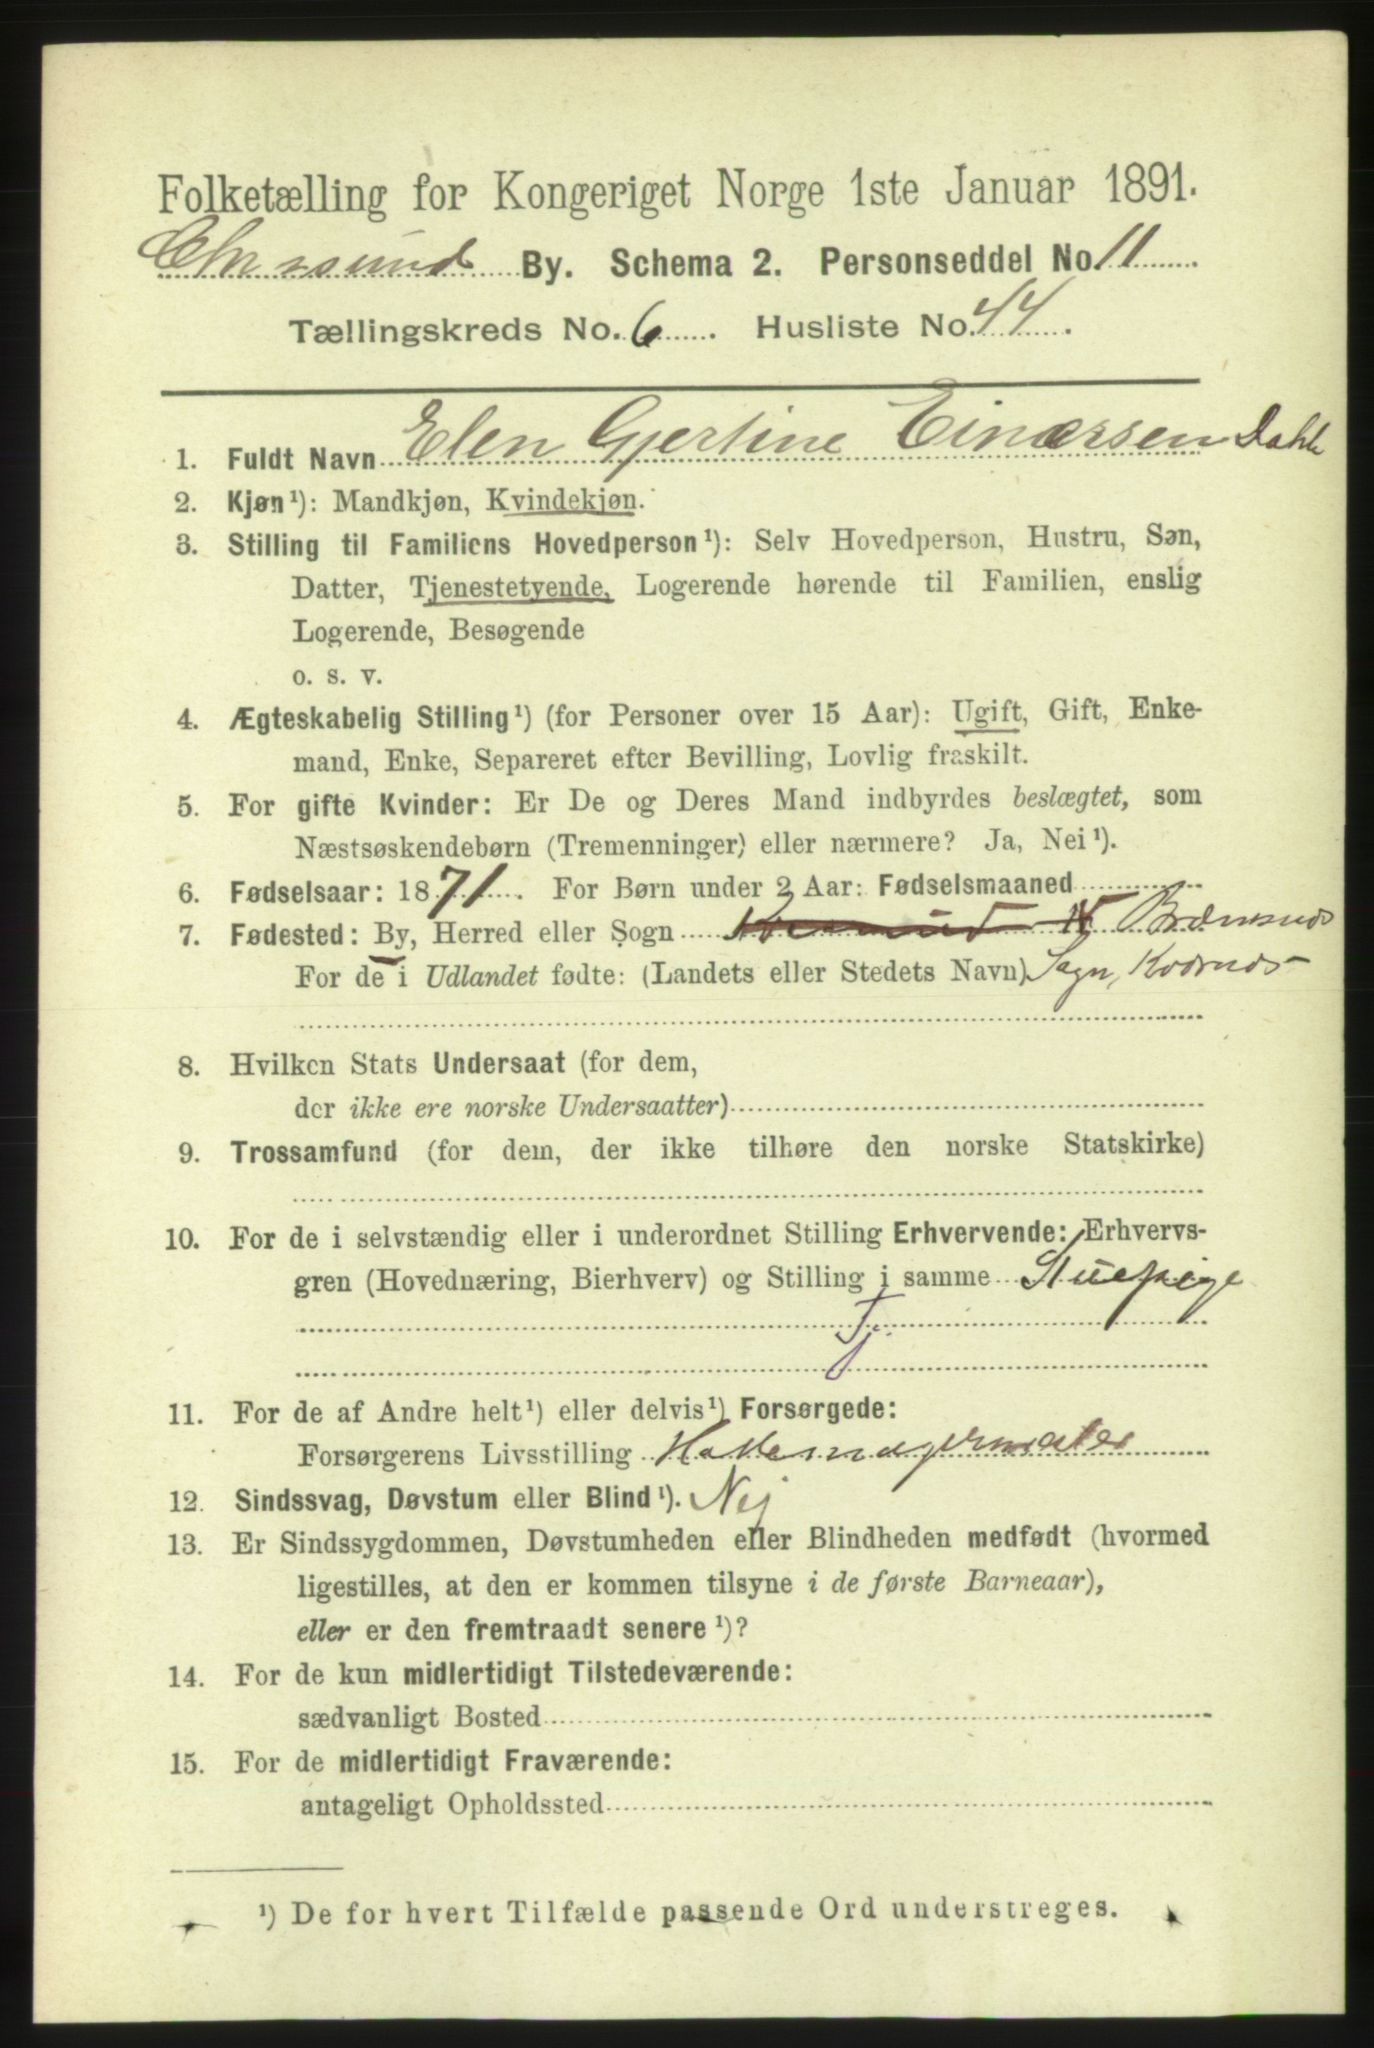 Folketælling for Kongeriget Norge 1ste Januar 1891.
Chrssund By. Schema 2. Personseddel No. 11
Tællingskreds No. 6. Husliste No. 44.
1. Fuldt Navn Elen Gjertine Einersen Dahle
2. Kjøn¹): Mandkjøn, Kvindekjøn.
3. Stilling til Familiens Hovedperson¹): Selv Hovedperson, Hustru, Søn,
Datter, Tjenestetyende, Logerende hørende til Familien, enslig
Logerende, Besøgende
o. s. v.
4. Ægteskabelig Stilling¹) (for Personer over 15 Aar): Ugift, Gift, Enke-
mand, Enke, Separeret efter Bevilling, Lovlig fraskilt.
5. For gifte Kvinder: Er De og Deres Mand indbyrdes beslægtet, som
Næstsøskendebørn (Tremenninger) eller nærmere? Ja, Nei¹).
6. Fødselsaar: 1871. For Børn under 2 Aar: Fødselsmaaned
7. Fødested: By, Herred eller Sogn Bremsnes
For de i Udlandet fødte: (Landets eller Stedets Navn) Sogn, Kvernes
8. Hvilken Stats Undersaat (for dem,
der ikke ere norske Undersaatter)
9. Trossamfund (for dem, der ikke tilhøre den norske Statskirke)
10. For de i selvstændig eller i underordnet Stilling Erhvervende: Erhvervs-
gren (Hovednæring, Bierhverv) og Stilling i samme Stuepige
Tj.
11. For de af Andre helt¹) eller delvis¹) Forsørgede:
Forsørgerens Livsstilling
12. Sindssvag, Døvstum eller Blind¹). Nej
13. Er Sindssygdommen, Døvstumheden eller Blindheden medfødt (hvormed
ligestilles, at den er kommen tilsyne i de første Barneaar),
eller er den fremtraadt senere¹)?
14. For de kun midlertidigt Tilstedeværende:
sædvanligt Bosted
15. For de midlertidigt Fraværende:
antageligt Opholdssted
¹) De for hvert Tilfælde passende Ord understreges.